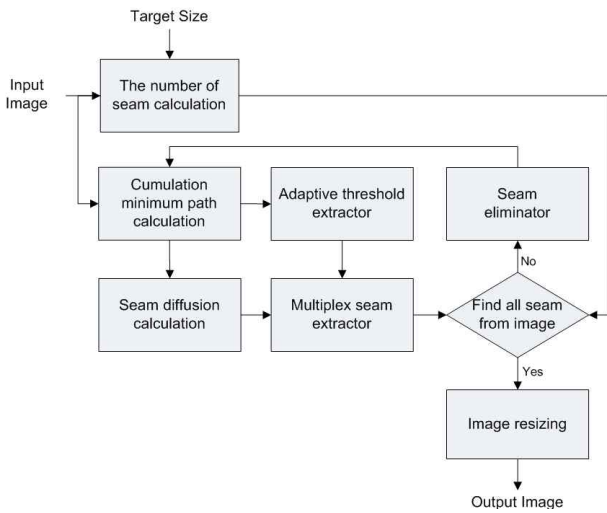 Target Size
Input
Image
The number of
seam calculation
Cumulation
minimum path
calculation
Adaptive threshold
extractor
Seam
eliminator
No
Seam diffusion
calculation
Multiplex seam
extractor
Find all seam
from image
Yes
Image resizing
Output Image